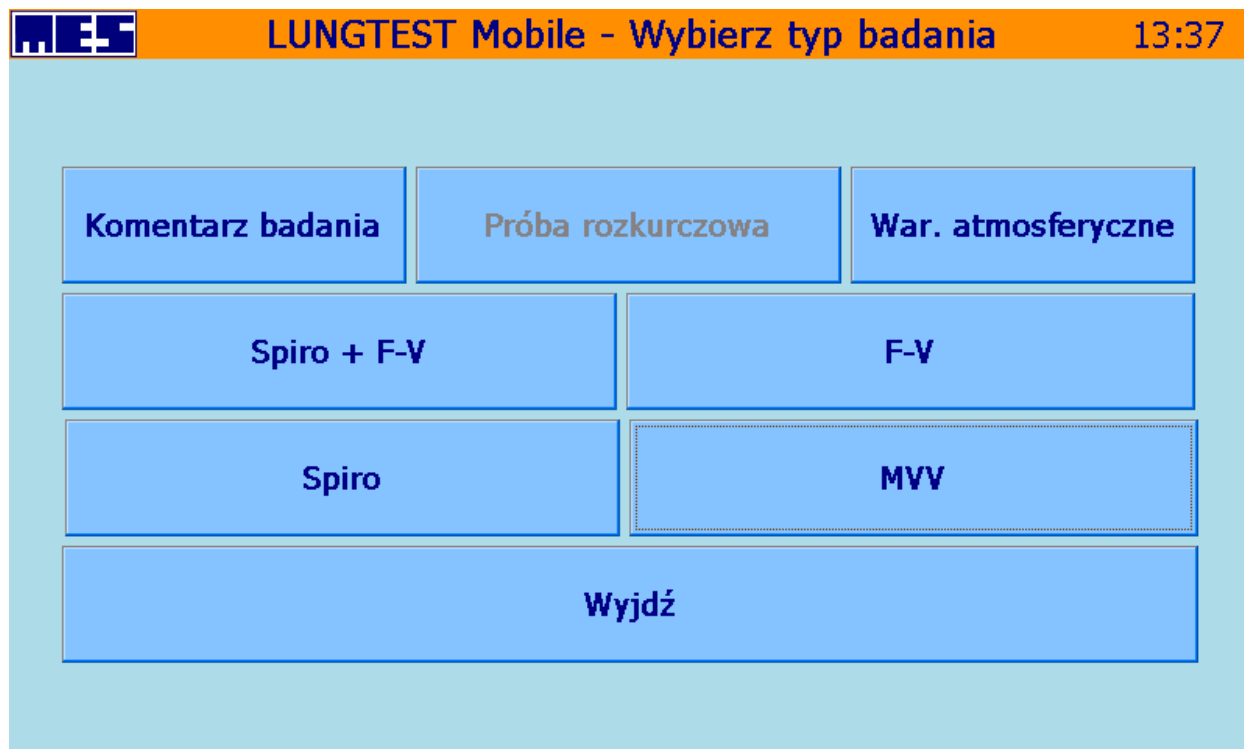 MES LUNGTEST Mobile - Wybierz typ badania 13:37
Komentarz badania Próba rozkurczowa War. atmosferyczne
Spiro + F-V F-V
Spiro MVV
Wyjdź